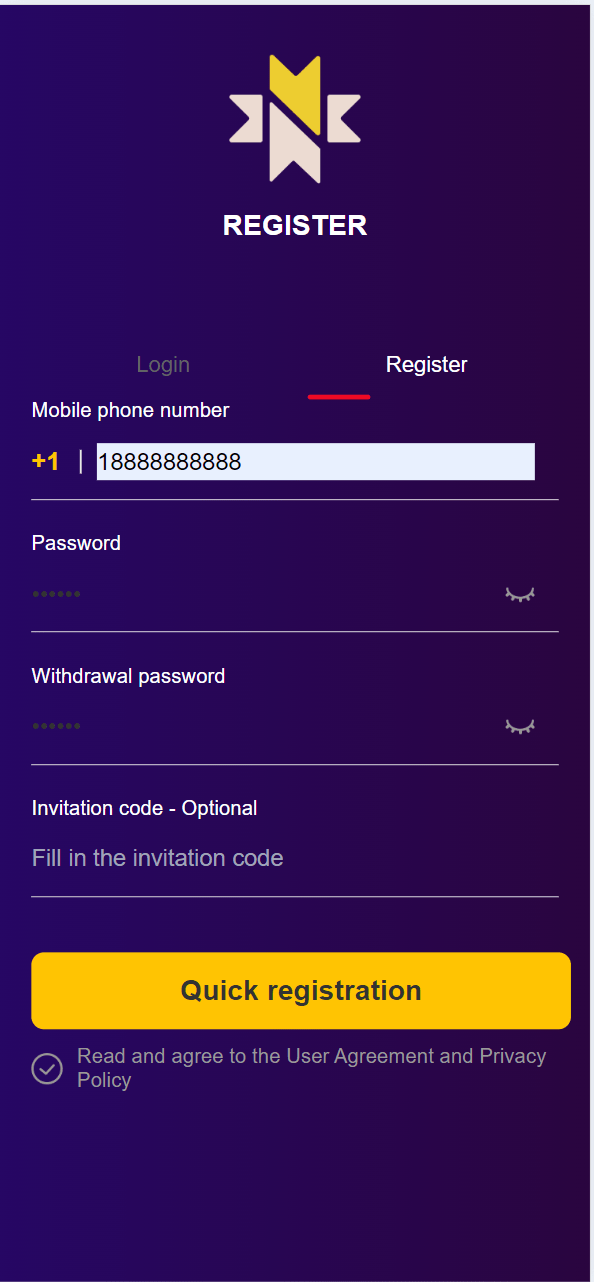 REGISTER
Login
Register
Mobile phone number
+1 | 18888888888
Password
••••••
Withdrawal password
••••••
Invitation code - Optional
Fill in the invitation code
Quick registration
Read and agree to the User Agreement and Privacy
Policy